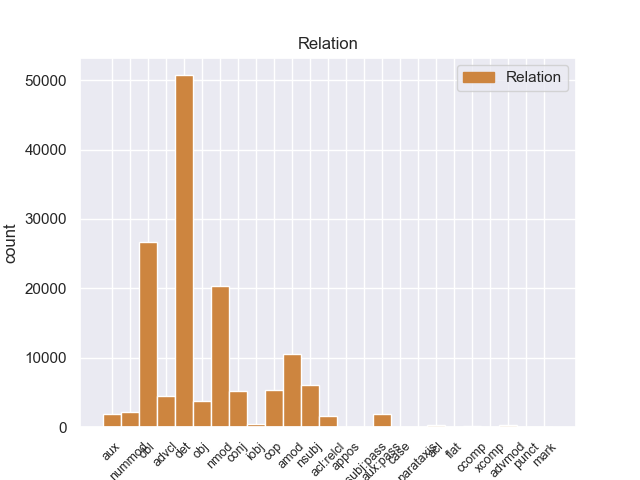 Relation
Relation
count
50000
40000
30000
20000
10000
0
aux
nummod
obl
advcl
det
obj
nmod
conj
iobj
cop
amod
nsubj
acl:relcl
appos
nsubj:pass
aux:pass
case
parataxis
acl
flat
ccomp
xcomp
advmod
punct
mark